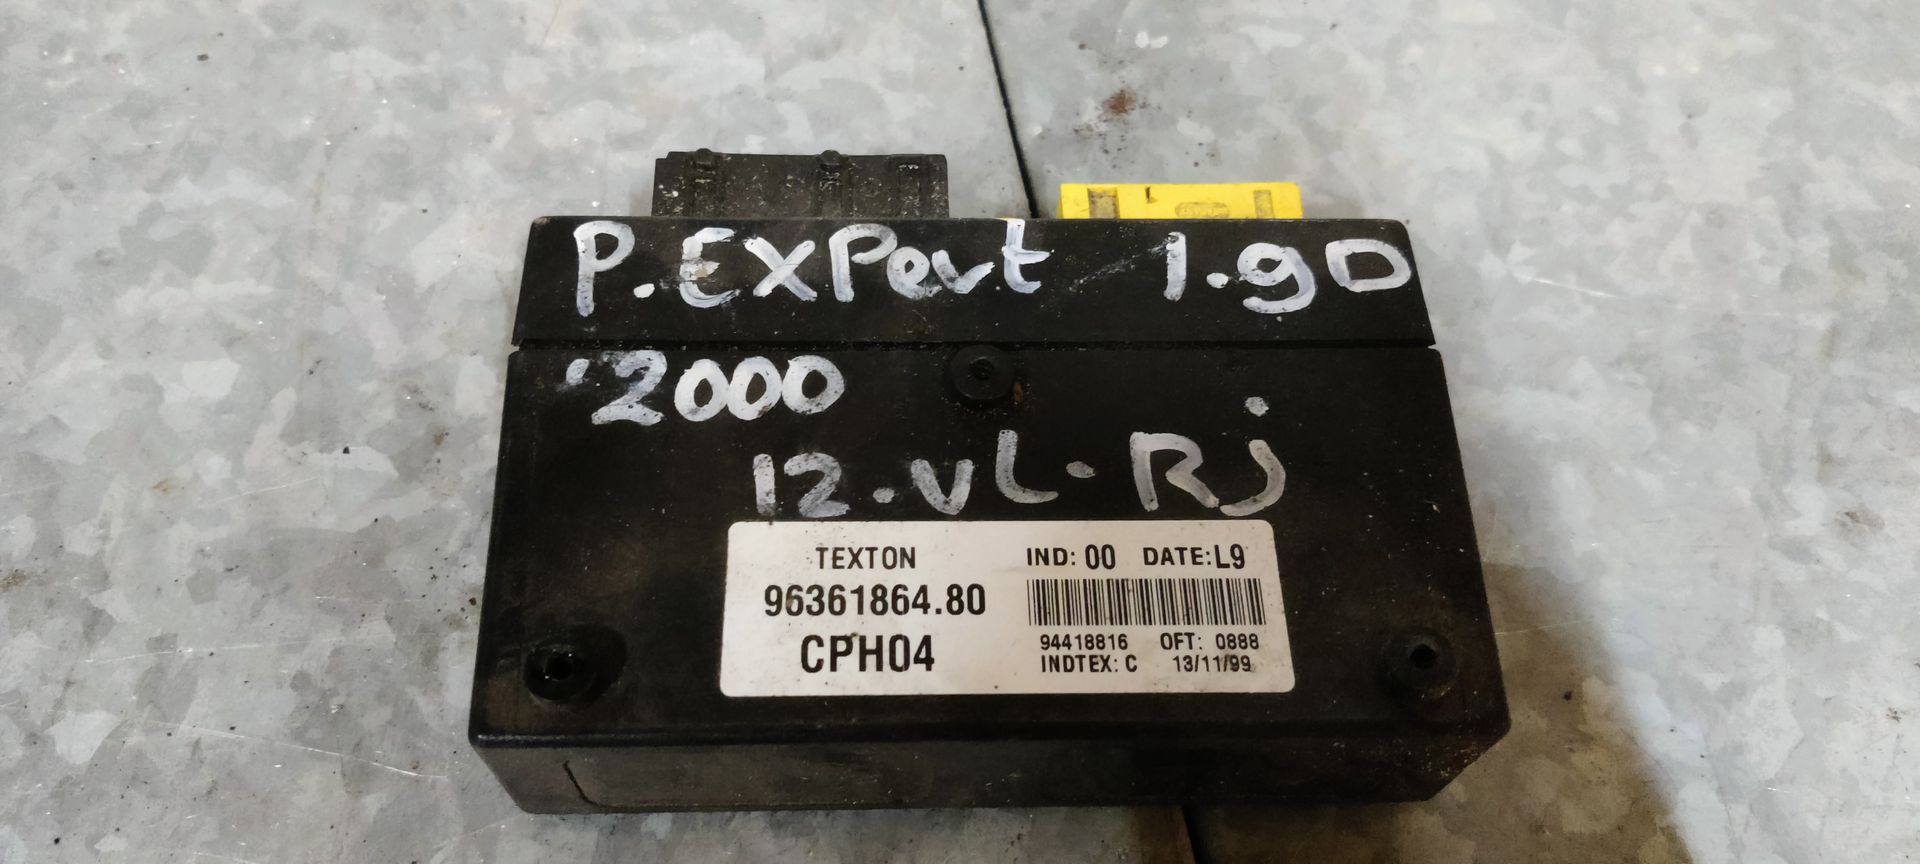 P.EXPert 1.9D
'2000
12.VL.Rj
TEXTON IND: 00 DATE:L9
96361864.80
CPH04
94418816 OFT: 0888
INDTEX: C 13/11/99